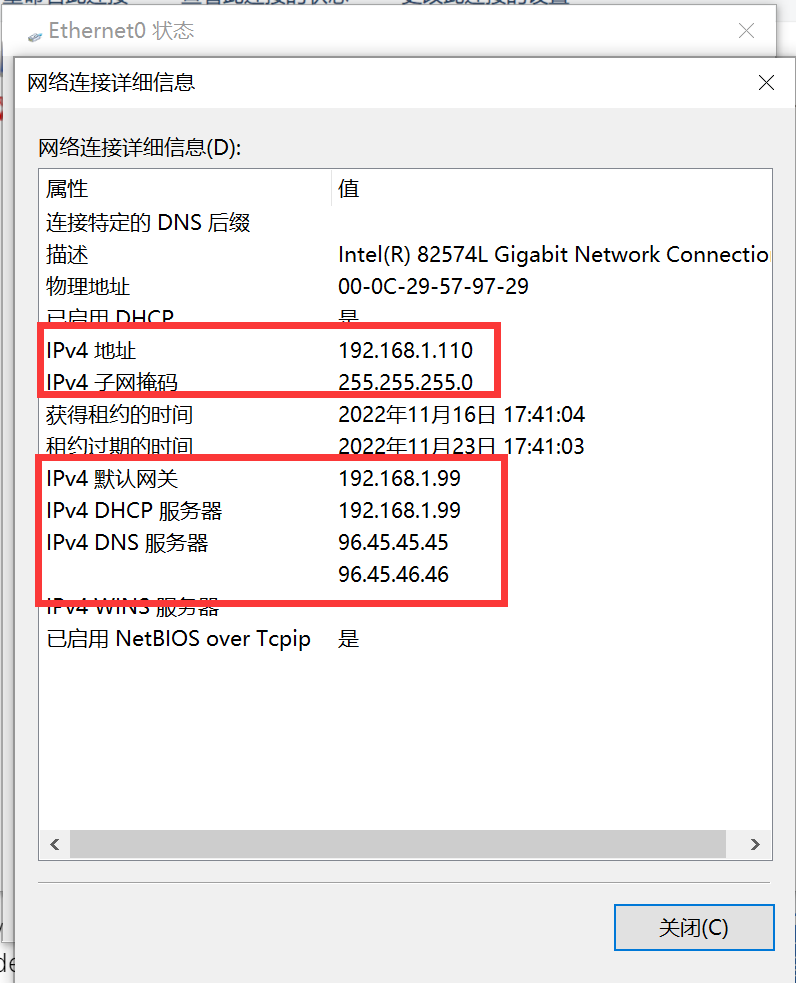 Ethernet0 状态
网络连接详细信息
网络连接详细信息(D):
属性 值
连接特定的 DNS 后缀
描述 Intel(R) 82574L Gigabit Network Connectio
物理地址 00-0C-29-57-97-29
已启用 DHCP 是
IPv4 地址 192.168.1.110
IPv4 子网掩码 255.255.255.0
获得租约的时间 2022年11月16日 17:41:04
租约过期的时间 2022年11月23日 17:41:03
IPv4 默认网关 192.168.1.99
IPv4 DHCP 服务器 192.168.1.99
IPv4 DNS 服务器 96.45.45.45
96.45.46.46
IPv4 WINS 服务器
已启用 NetBIOS over Tcpip 是
关闭(C)